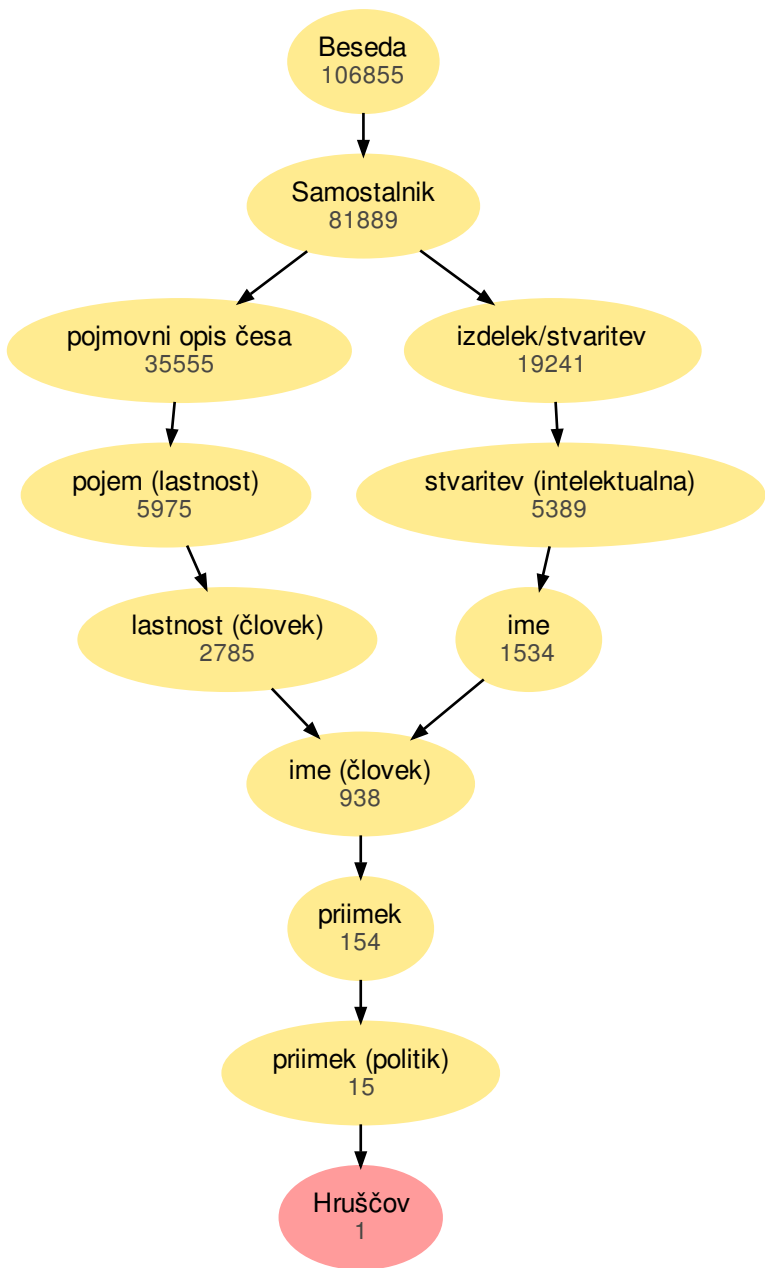 Beseda
106855
Samostalnik
81889
pojmovni opis česa
35555
izdelek/stvaritev
19241
pojem (lastnost)
5975
stvaritev (intelektualna)
5389
lastnost (človek)
2785
ime
1534
ime (človek)
938
priimek
154
priimek (politik)
15
Hruščov
1